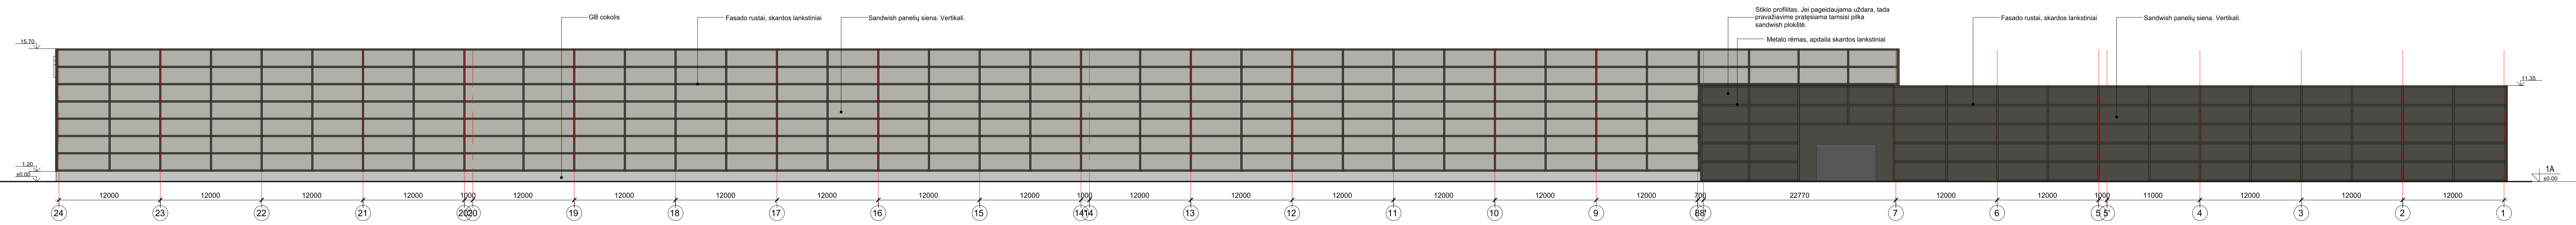 Stiklo profilitas. Jei pageidaujama uždara, tada
pravažiavime pratęsiama tamsisi pilka
sandwish plokštė.
GB cokolis
Fasado rustai, skardos lankstiniai
Sandwish panelių siena. Vertikali.
Fasado rustai, skardos lankstiniai
Sandwish panelių siena. Vertikali.
Metalo rėmas, apdaila skardos lankstiniai
15.70
11.35
1.20
±0.00
1A
±0.00
12000 12000 12000 12000 1000 12000 12000 12000 12000 12000 12000 1000 12000 12000 12000 12000 12000 700 22770 12000 12000 1000 11000 12000 12000 12000
24 23 22 21 20 20 19 18 17 16 15 14 14 13 12 11 10 9 8 8' 7 6 5 5' 4 3 2 1